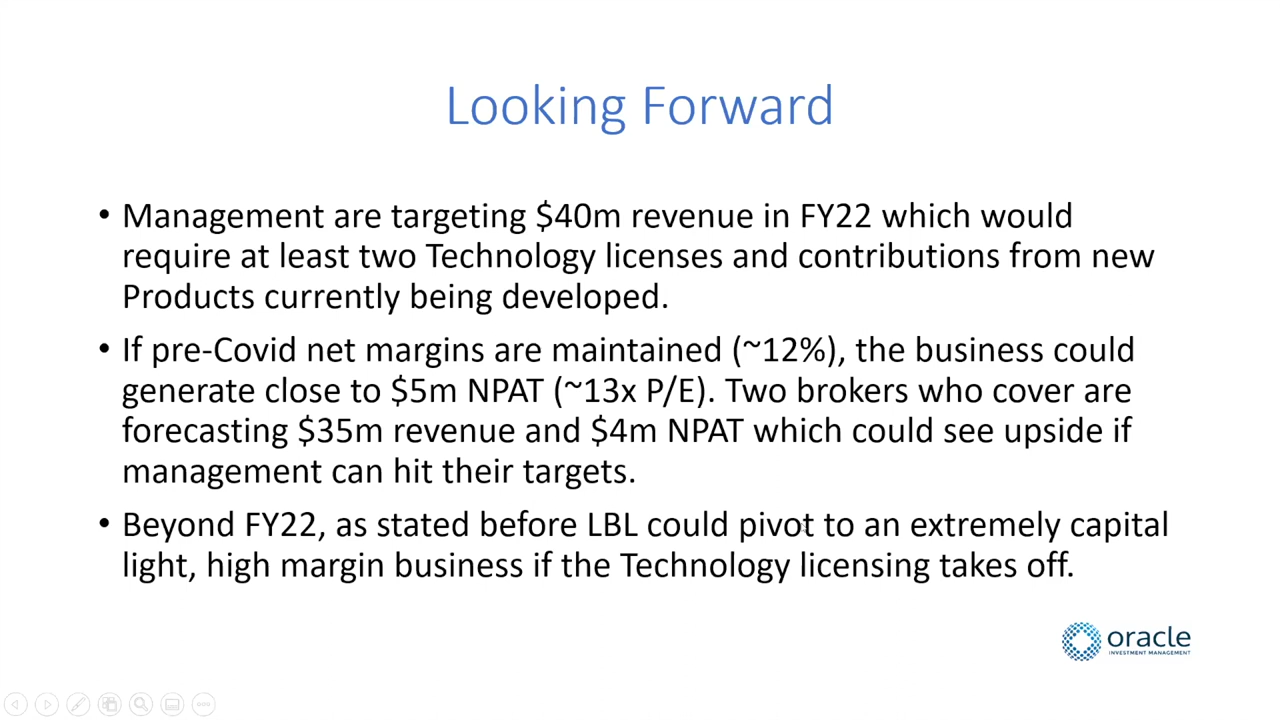 Looking Forward
• Management are targeting $40m revenue in FY22 which would
require at least two Technology licenses and contributions from new
Products currently being developed.
• If pre-Covid net margins are maintained (~12%), the business could
generate close to $5m NPAT (~13x P/E). Two brokers who cover are
forecasting $35m revenue and $4m NPAT which could see upside if
management can hit their targets.
• Beyond FY22, as stated before LBL could pivot to an extremely capital
light, high margin business if the Technology licensing takes off.
oracle
INVESTMENT MANAGEMENT